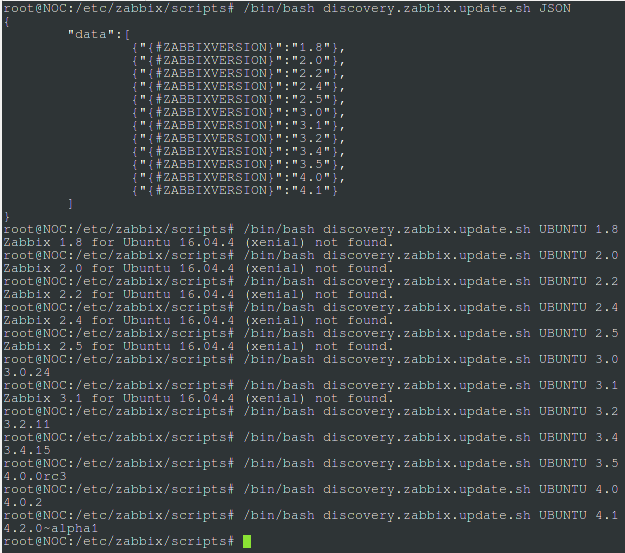 root@NOC:/etc/zabbix/scripts# /bin/bash discovery.zabbix.update.sh JSON
{
"data":[
{"{#ZABBIXVERSION}":"1.8"},
{"{#ZABBIXVERSION}":"2.0"},
{"{#ZABBIXVERSION}":"2.2"},
{"{#ZABBIXVERSION}":"2.4"},
{"{#ZABBIXVERSION}":"2.5"},
{"{#ZABBIXVERSION}":"3.0"},
{"{#ZABBIXVERSION}":"3.1"},
{"{#ZABBIXVERSION}":"3.2"},
{"{#ZABBIXVERSION}":"3.4"},
{"{#ZABBIXVERSION}":"3.5"},
{"{#ZABBIXVERSION}":"4.0"},
{"{#ZABBIXVERSION}":"4.1"}
]
}
root@NOC:/etc/zabbix/scripts# /bin/bash discovery.zabbix.update.sh UBUNTU 1.8
Zabbix 1.8 for Ubuntu 16.04.4 (xenial) not found.
root@NOC:/etc/zabbix/scripts# /bin/bash discovery.zabbix.update.sh UBUNTU 2.0
Zabbix 2.0 for Ubuntu 16.04.4 (xenial) not found.
root@NOC:/etc/zabbix/scripts# /bin/bash discovery.zabbix.update.sh UBUNTU 2.2
Zabbix 2.2 for Ubuntu 16.04.4 (xenial) not found.
root@NOC:/etc/zabbix/scripts# /bin/bash discovery.zabbix.update.sh UBUNTU 2.4
Zabbix 2.4 for Ubuntu 16.04.4 (xenial) not found.
root@NOC:/etc/zabbix/scripts# /bin/bash discovery.zabbix.update.sh UBUNTU 2.5
Zabbix 2.5 for Ubuntu 16.04.4 (xenial) not found.
root@NOC:/etc/zabbix/scripts# /bin/bash discovery.zabbix.update.sh UBUNTU 3.0
3.0.24
root@NOC:/etc/zabbix/scripts# /bin/bash discovery.zabbix.update.sh UBUNTU 3.1
Zabbix 3.1 for Ubuntu 16.04.4 (xenial) not found.
root@NOC:/etc/zabbix/scripts# /bin/bash discovery.zabbix.update.sh UBUNTU 3.2
3.2.11
root@NOC:/etc/zabbix/scripts# /bin/bash discovery.zabbix.update.sh UBUNTU 3.4
3.4.15
root@NOC:/etc/zabbix/scripts# /bin/bash discovery.zabbix.update.sh UBUNTU 3.5
4.0.0rc3
root@NOC:/etc/zabbix/scripts# /bin/bash discovery.zabbix.update.sh UBUNTU 4.0
4.0.2
root@NOC:/etc/zabbix/scripts# /bin/bash discovery.zabbix.update.sh UBUNTU 4.1
4.2.0~alpha1
root@NOC:/etc/zabbix/scripts#